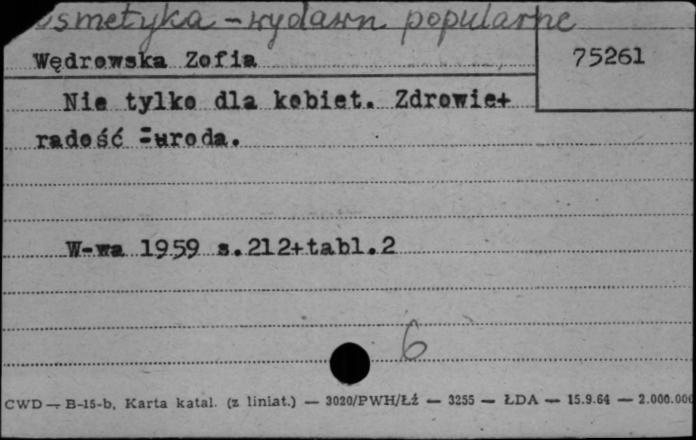 smetyka - wydawn popularne
Wędrowska Zofia
75261
Nie tylko dla kobiet. Zdrowie+
radość =uroda.
W-wa 1959 s.212+tabl.2
6
CWD — B-15-b, Karta katal. (z liniat.) — 3020/PWH/Łź — 3255 — ŁDA — 15.9.64 — 2.000.000